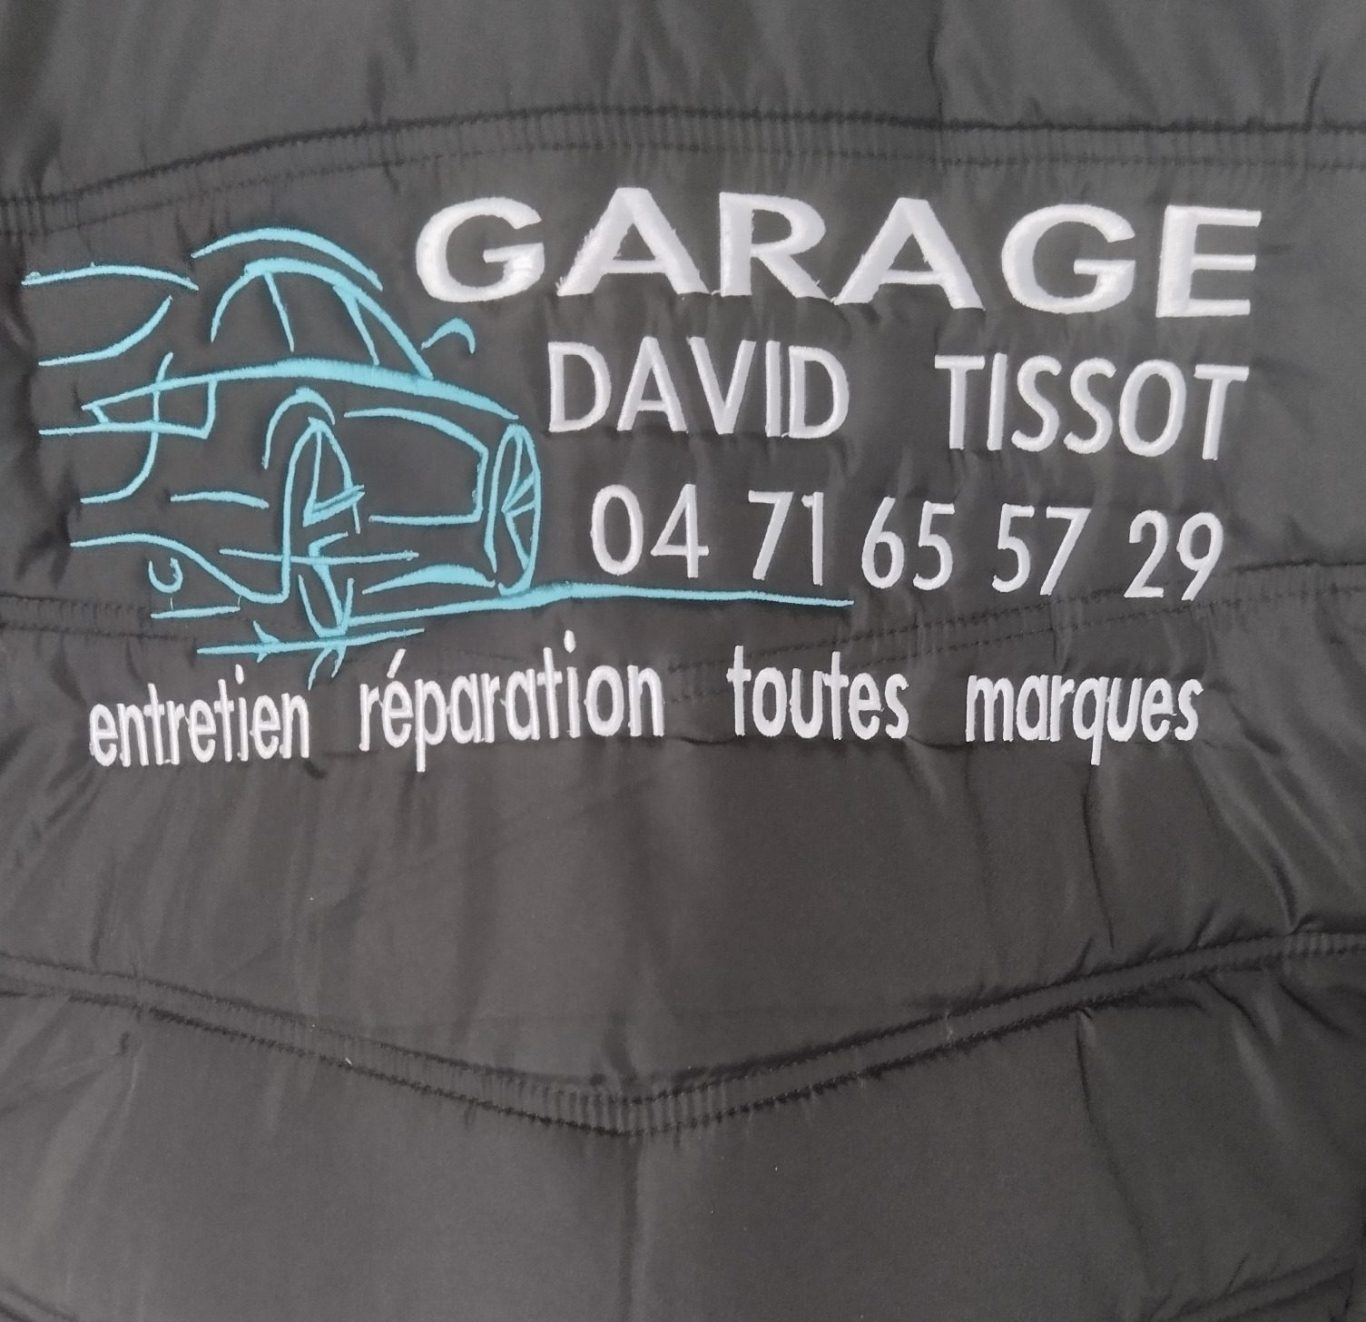 GARAGE
DAVID TISSOT
04 71 65 57 29
entretien réparation toutes marques